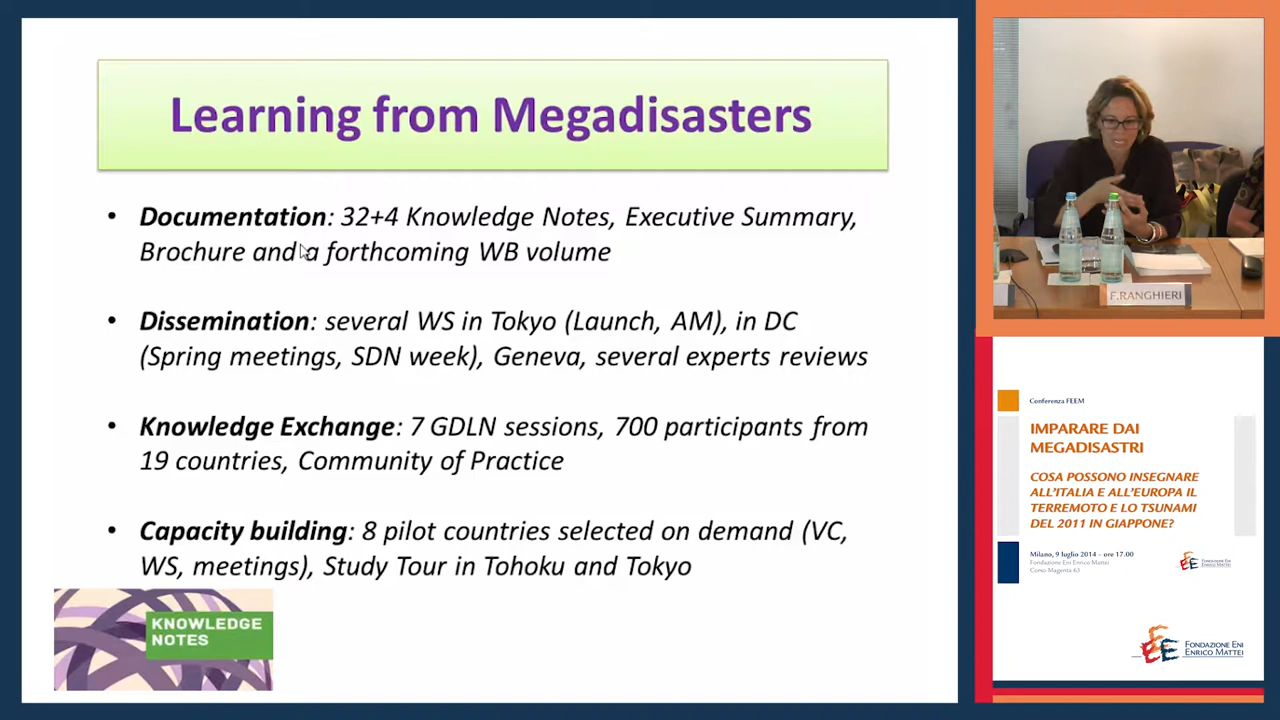 Learning from Megadisasters
• Documentation: 32+4 Knowledge Notes, Executive Summary,
Brochure and a forthcoming WB volume
• Dissemination: several WS in Tokyo (Launch, AM), in DC
(Spring meetings, SDN week), Geneva, several experts reviews
• Knowledge Exchange: 7 GDLN sessions, 700 participants from
19 countries, Community of Practice
• Capacity building: 8 pilot countries selected on demand (VC,
WS, meetings), Study Tour in Tohoku and Tokyo
KNOWLEDGE
NOTES
F.RANGHIERI
Conferenza FEEM
IMPARARE DAI
MEGADISASTRI
COSA POSSONO INSEGNARE
ALL'ITALIA E ALL'EUROPA IL
TERREMOTO E LO TSUNAMI
DEL 2011 IN GIAPPONE?
Milano, 9 luglio 2014 – ore 17.00
Fondazione Eni Enrico Mattei
Corso Magenta 63
FONDAZIONE ENI
ENRICO MATTEI